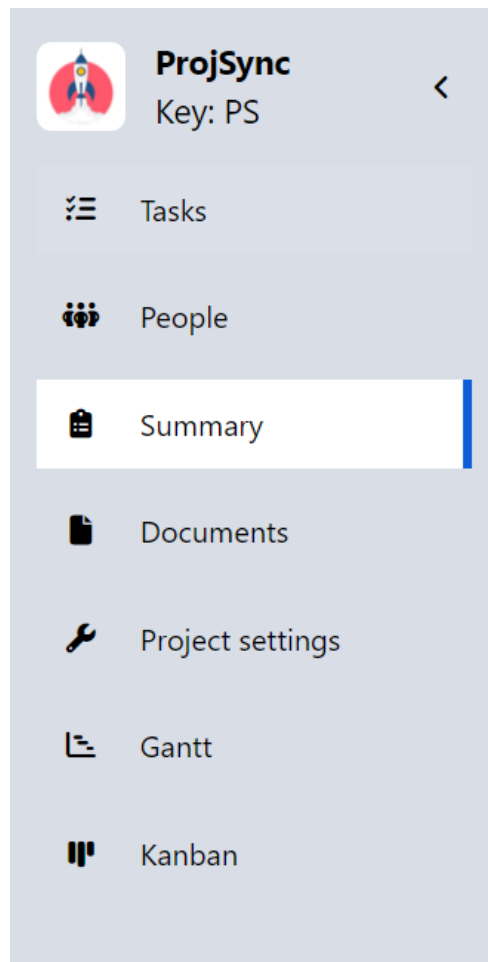 ProjSync
Key: PS
Tasks
People
Summary
Documents
Project settings
Gantt
Kanban